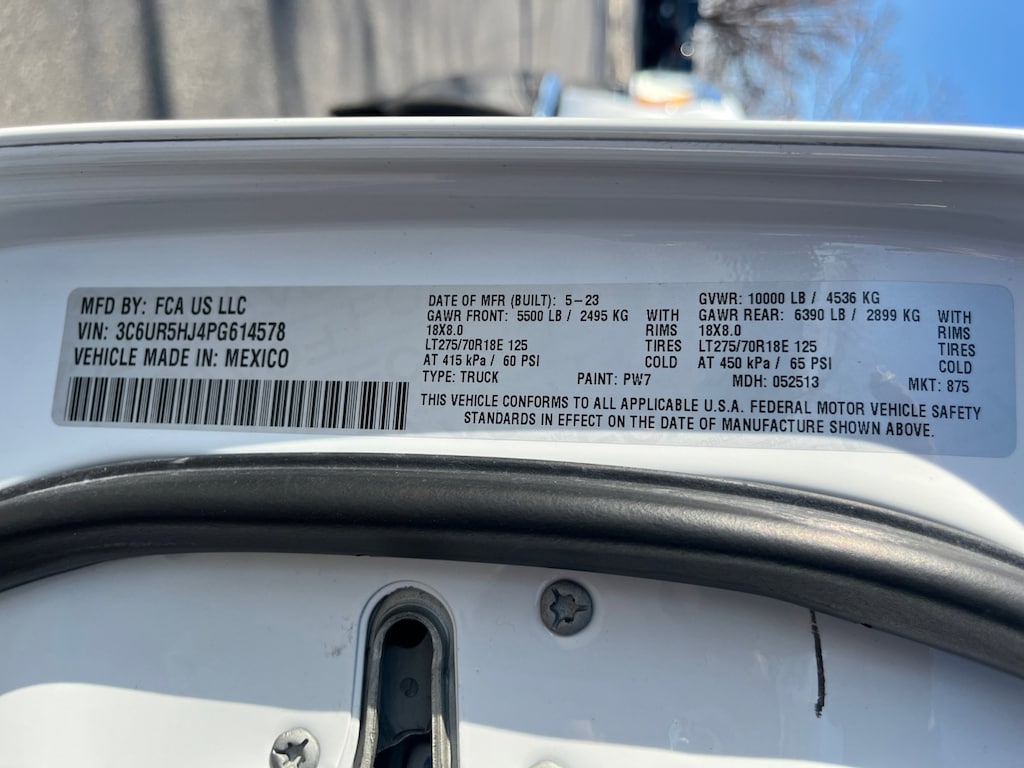 MFD BY: FCA US LLC
VIN: 3C6UR5HJ4PG614578
VEHICLE MADE IN: MEXICO
DATE OF MFR (BUILT): 5-23
GAWR FRONT: 5500 LB / 2495 KG WITH
18X8.0 RIMS
LT275/70R18E 125 TIRES
AT 415 kPa / 60 PSI COLD
GVWR: 10000 LB / 4536 KG
GAWR REAR: 6390 LB / 2899 KG WITH
18X8.0 RIMS
LT275/70R18E 125 TIRES
AT 450 kPa / 65 PSI COLD
TYPE: TRUCK PAINT: PW7 MDH: 052513 MKT: 875
THIS VEHICLE CONFORMS TO ALL APPLICABLE U.S.A. FEDERAL MOTOR VEHICLE SAFETY
STANDARDS IN EFFECT ON THE DATE OF MANUFACTURE SHOWN ABOVE.